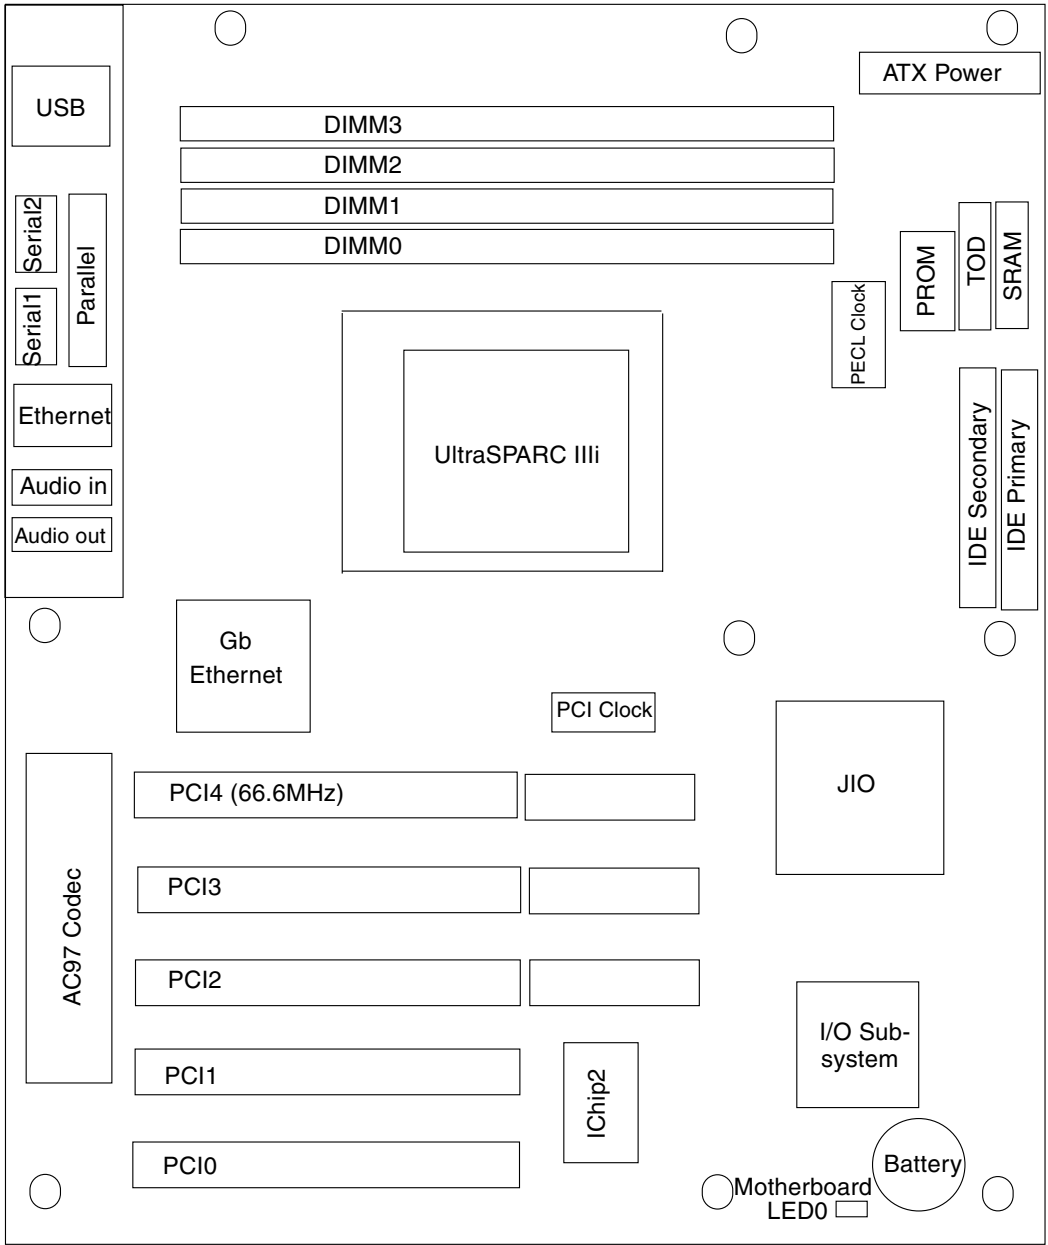 ATX Power
USB
DIMM3
DIMM2
DIMM1
DIMM0
Serial2
Serial1
Parallel
PROM
TOD
SRAM
PECL Clock
Ethernet
Audio in
Audio out
UltraSPARC IIIi
IDE Secondary
IDE Primary
Gb
Ethernet
PCI Clock
JIO
PCI4 (66.6MHz)
PCI3
PCI2
PCI1
PCI0
AC97 Codec
I/O Sub-
system
IChip2
Battery
Motherboard
LED0